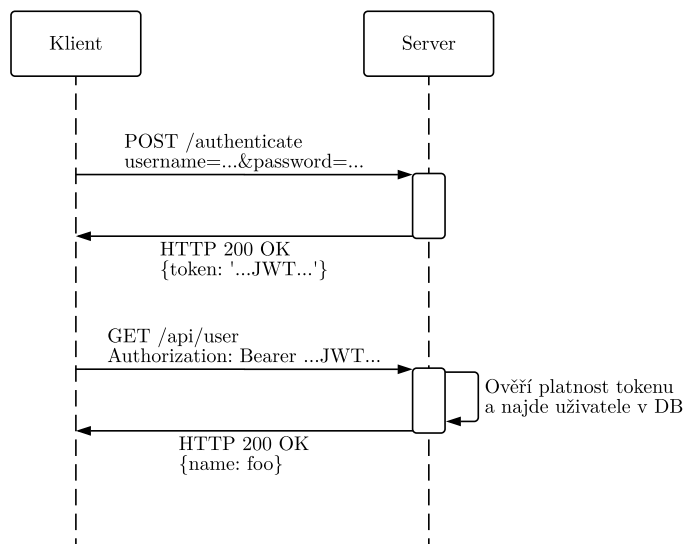 Klient
Server
POST /authenticate
username=...&password=...
HTTP 200 OK
{token: '...JWT...'}
GET /api/user
Authorization: Bearer ...JWT...
Ověří platnost tokenu
a najde uživatele v DB
HTTP 200 OK
{name: foo}